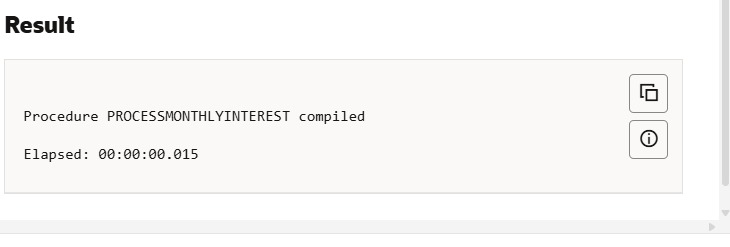 Result
Procedure PROCESSMONTHLYINTEREST compiled
Elapsed: 00:00:00.015